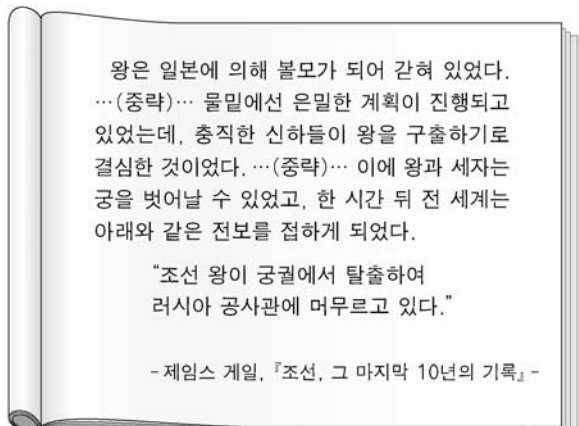 왕은 일본에 의해 볼모가 되어 갇혀 있었다.
…(중략)… 물밑에선 은밀한 계획이 진행되고
있었는데, 충직한 신하들이 왕을 구출하기로
결심한 것이었다. …(중략)… 이에 왕과 세자는
궁을 벗어날 수 있었고, 한 시간 뒤 전 세계는
아래와 같은 전보를 접하게 되었다.
“조선 왕이 궁궐에서 탈출하여
러시아 공사관에 머무르고 있다.”
- 제임스 게일, 『조선, 그 마지막 10년의 기록』 -